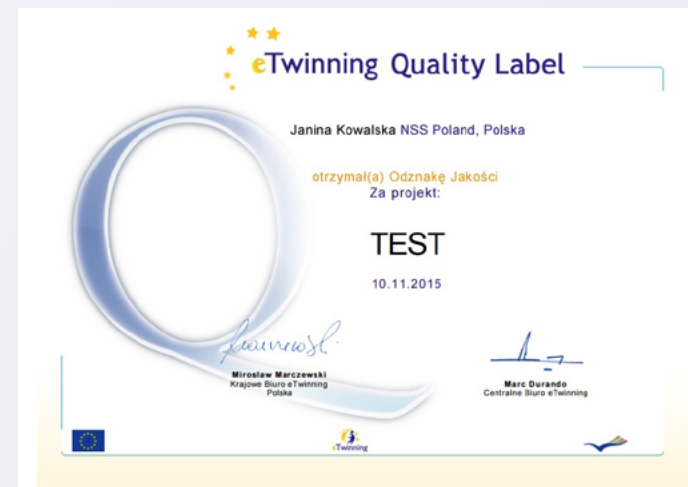 eTwinning Quality Label
Janina Kowalska NSS Poland, Polska
otrzymał(a) Odznakę Jakości
Za projekt:
TEST
10.11.2015
Mirosław Marczewski
Krajowe Biuro eTwinning
Polska
Marc Durando
Centralne Biuro eTwinning
eTwinning